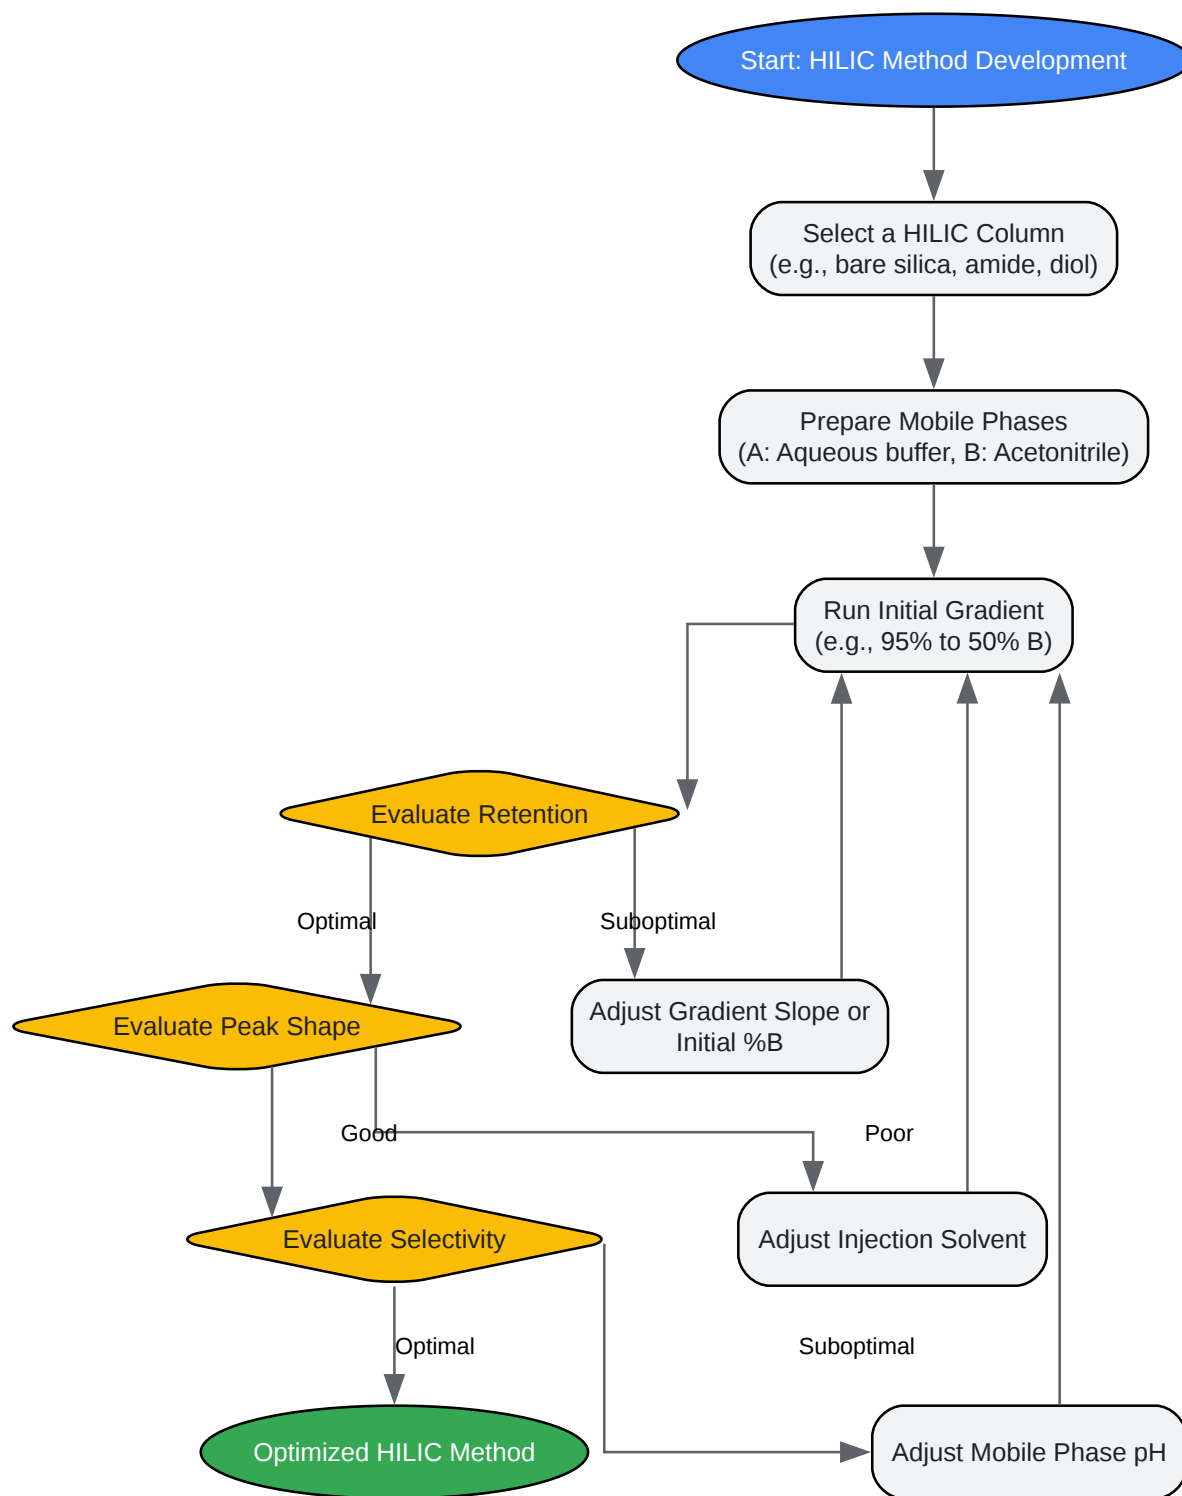 Start: HILIC Method Development
Select a HILIC Column
(e.g., bare silica, amide, diol)
Prepare Mobile Phases
(A: Aqueous buffer, B: Acetonitrile)
Run Initial Gradient
(e.g., 95% to 50% B)
Evaluate Retention
Optimal
Suboptimal
Adjust Gradient Slope or
Initial %B
Evaluate Peak Shape
Good
Poor
Adjust Injection Solvent
Evaluate Selectivity
Optimal
Suboptimal
Optimized HILIC Method
Adjust Mobile Phase pH